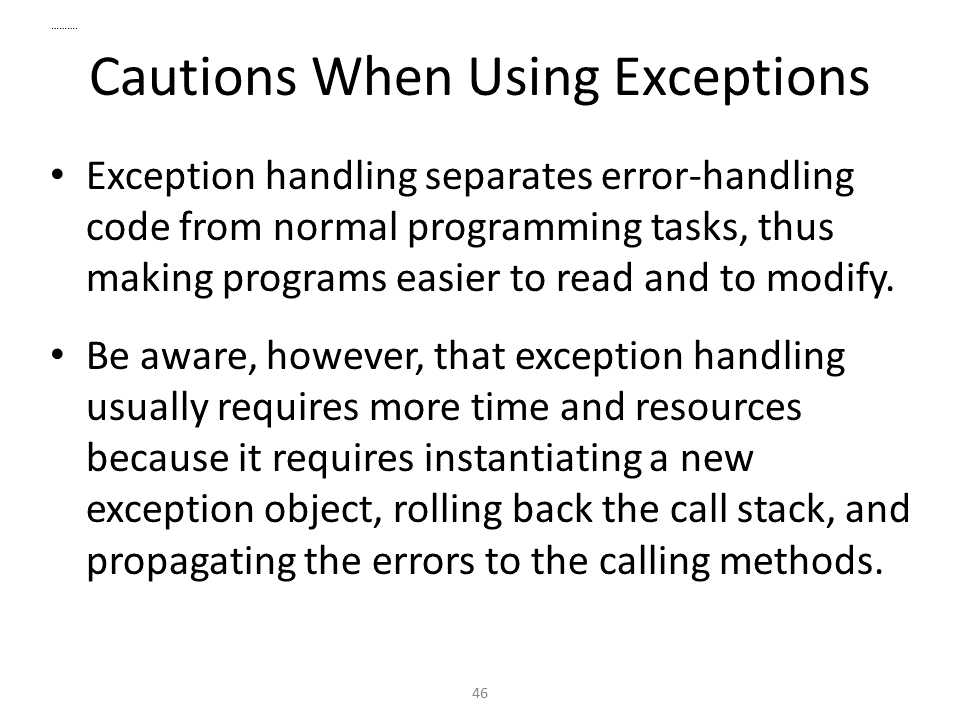 ..........
Cautions When Using Exceptions
• Exception handling separates error-handling
code from normal programming tasks, thus
making programs easier to read and to modify.
• Be aware, however, that exception handling
usually requires more time and resources
because it requires instantiating a new
exception object, rolling back the call stack, and
propagating the errors to the calling methods.
46